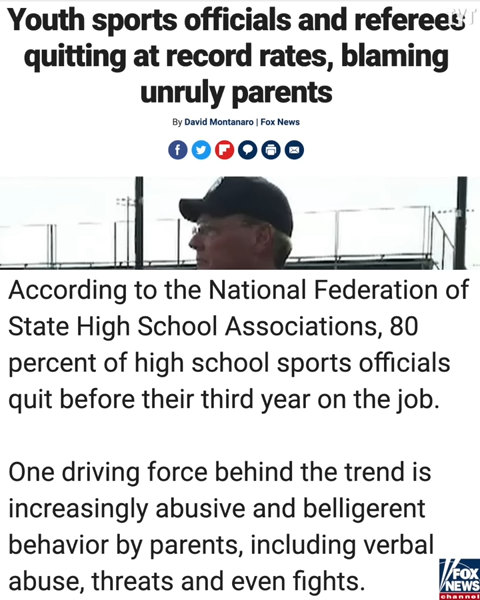 Youth sports officials and referees
quitting at record rates, blaming
unruly parents
By David Montanaro | Fox News
According to the National Federation of
State High School Associations, 80
percent of high school sports officials
quit before their third year on the job.
One driving force behind the trend is
increasingly abusive and belligerent
behavior by parents, including verbal
abuse, threats and even fights.
FOX
NEWS
channel